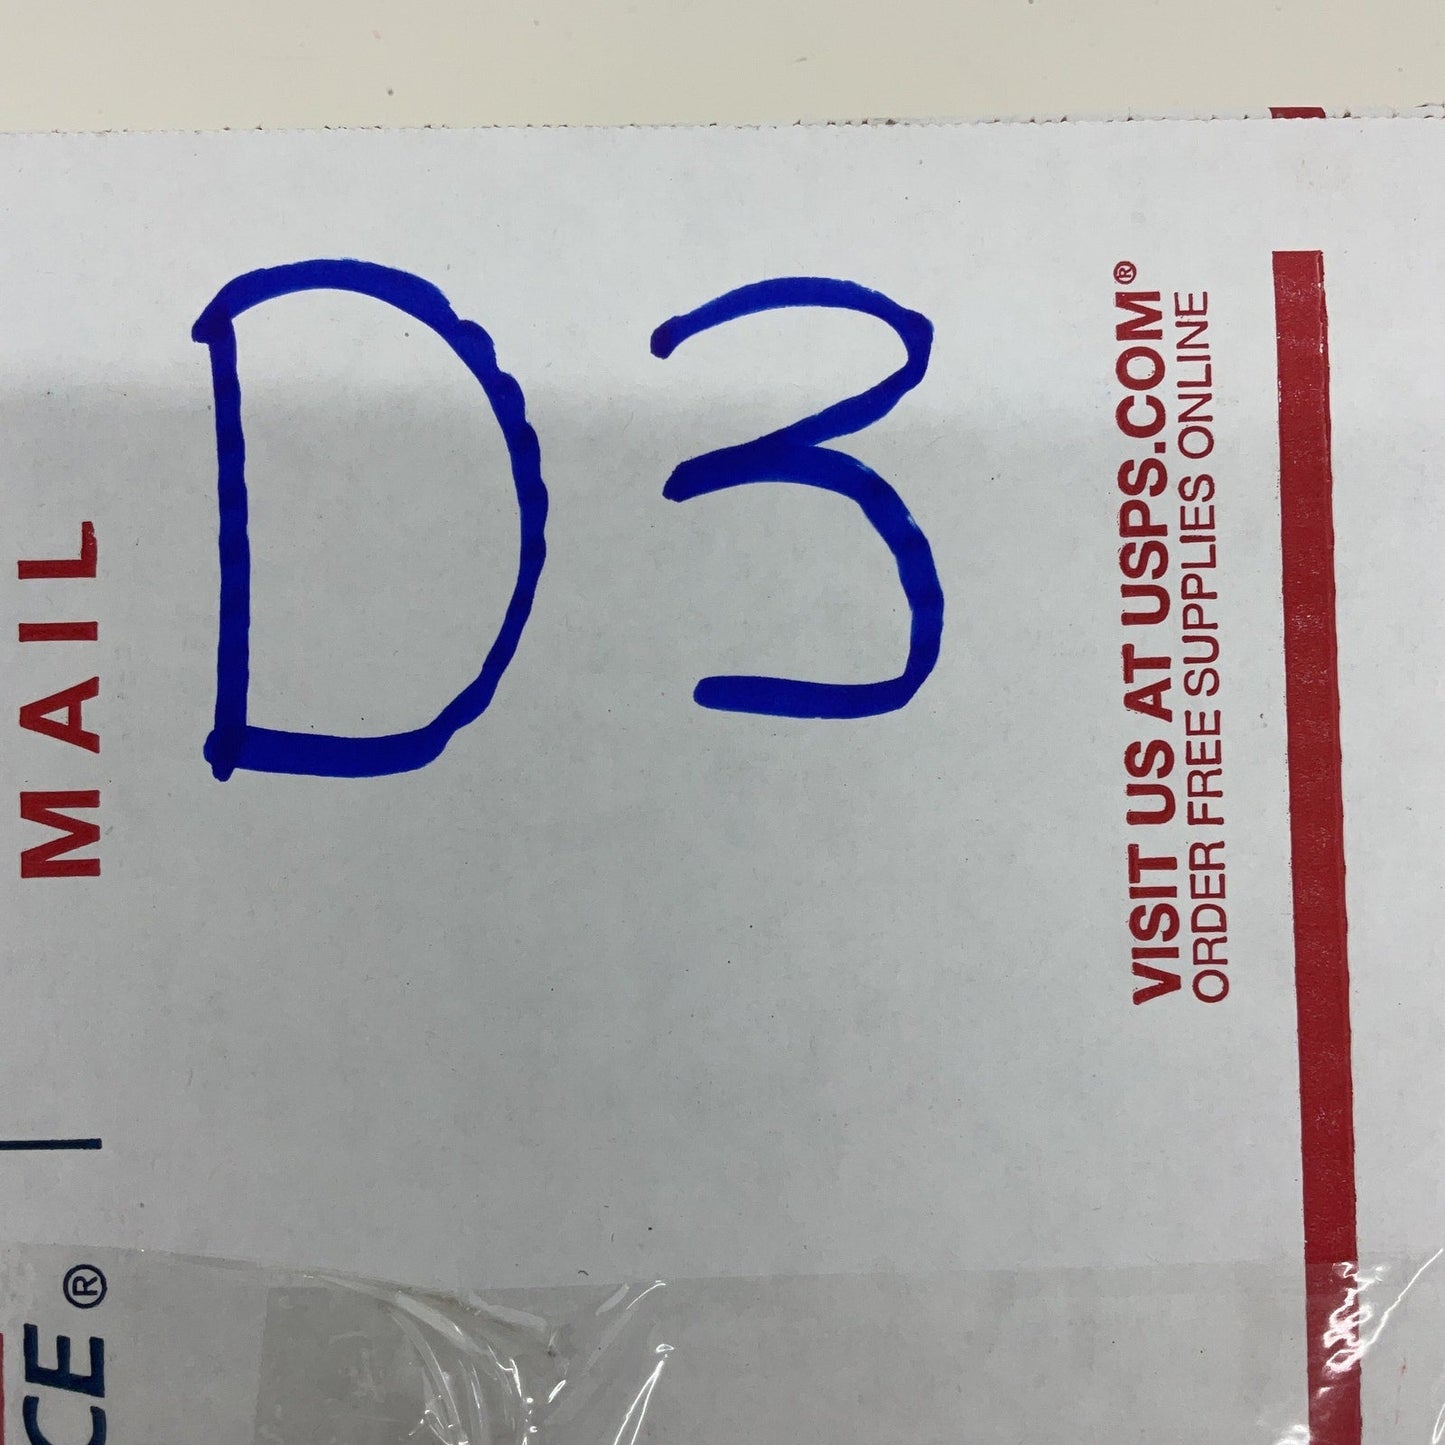 D3
MAIL
VISIT US AT USPS.COM®
ORDER FREE SUPPLIES ONLINE
CE®